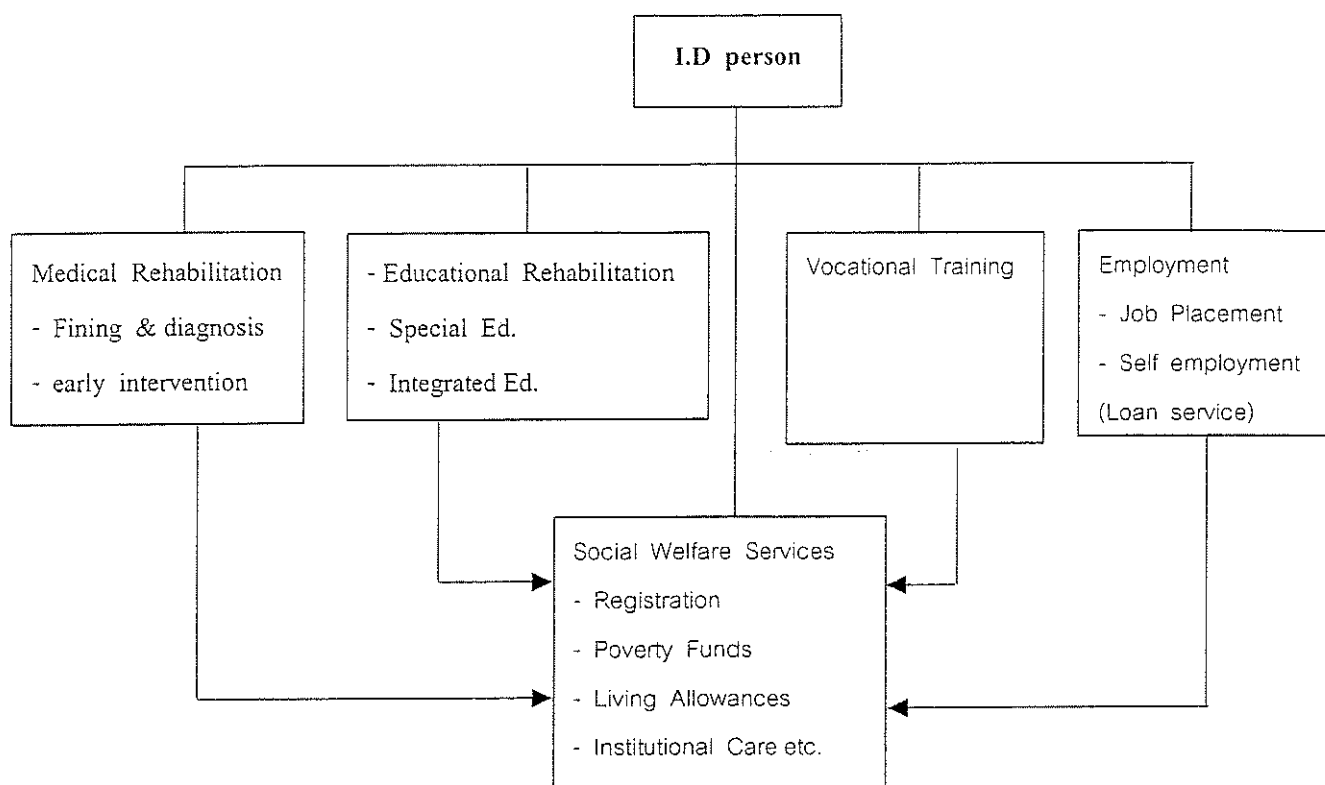 I.D person
Medical Rehabilitation
- Fining & diagnosis
- early intervention
- Educational Rehabilitation
- Special Ed.
- Integrated Ed.
Vocational Training
Employment
- Job Placement
- Self employment
(Loan service)
Social Welfare Services
- Registration
- Poverty Funds
- Living Allowances
- Institutional Care etc.